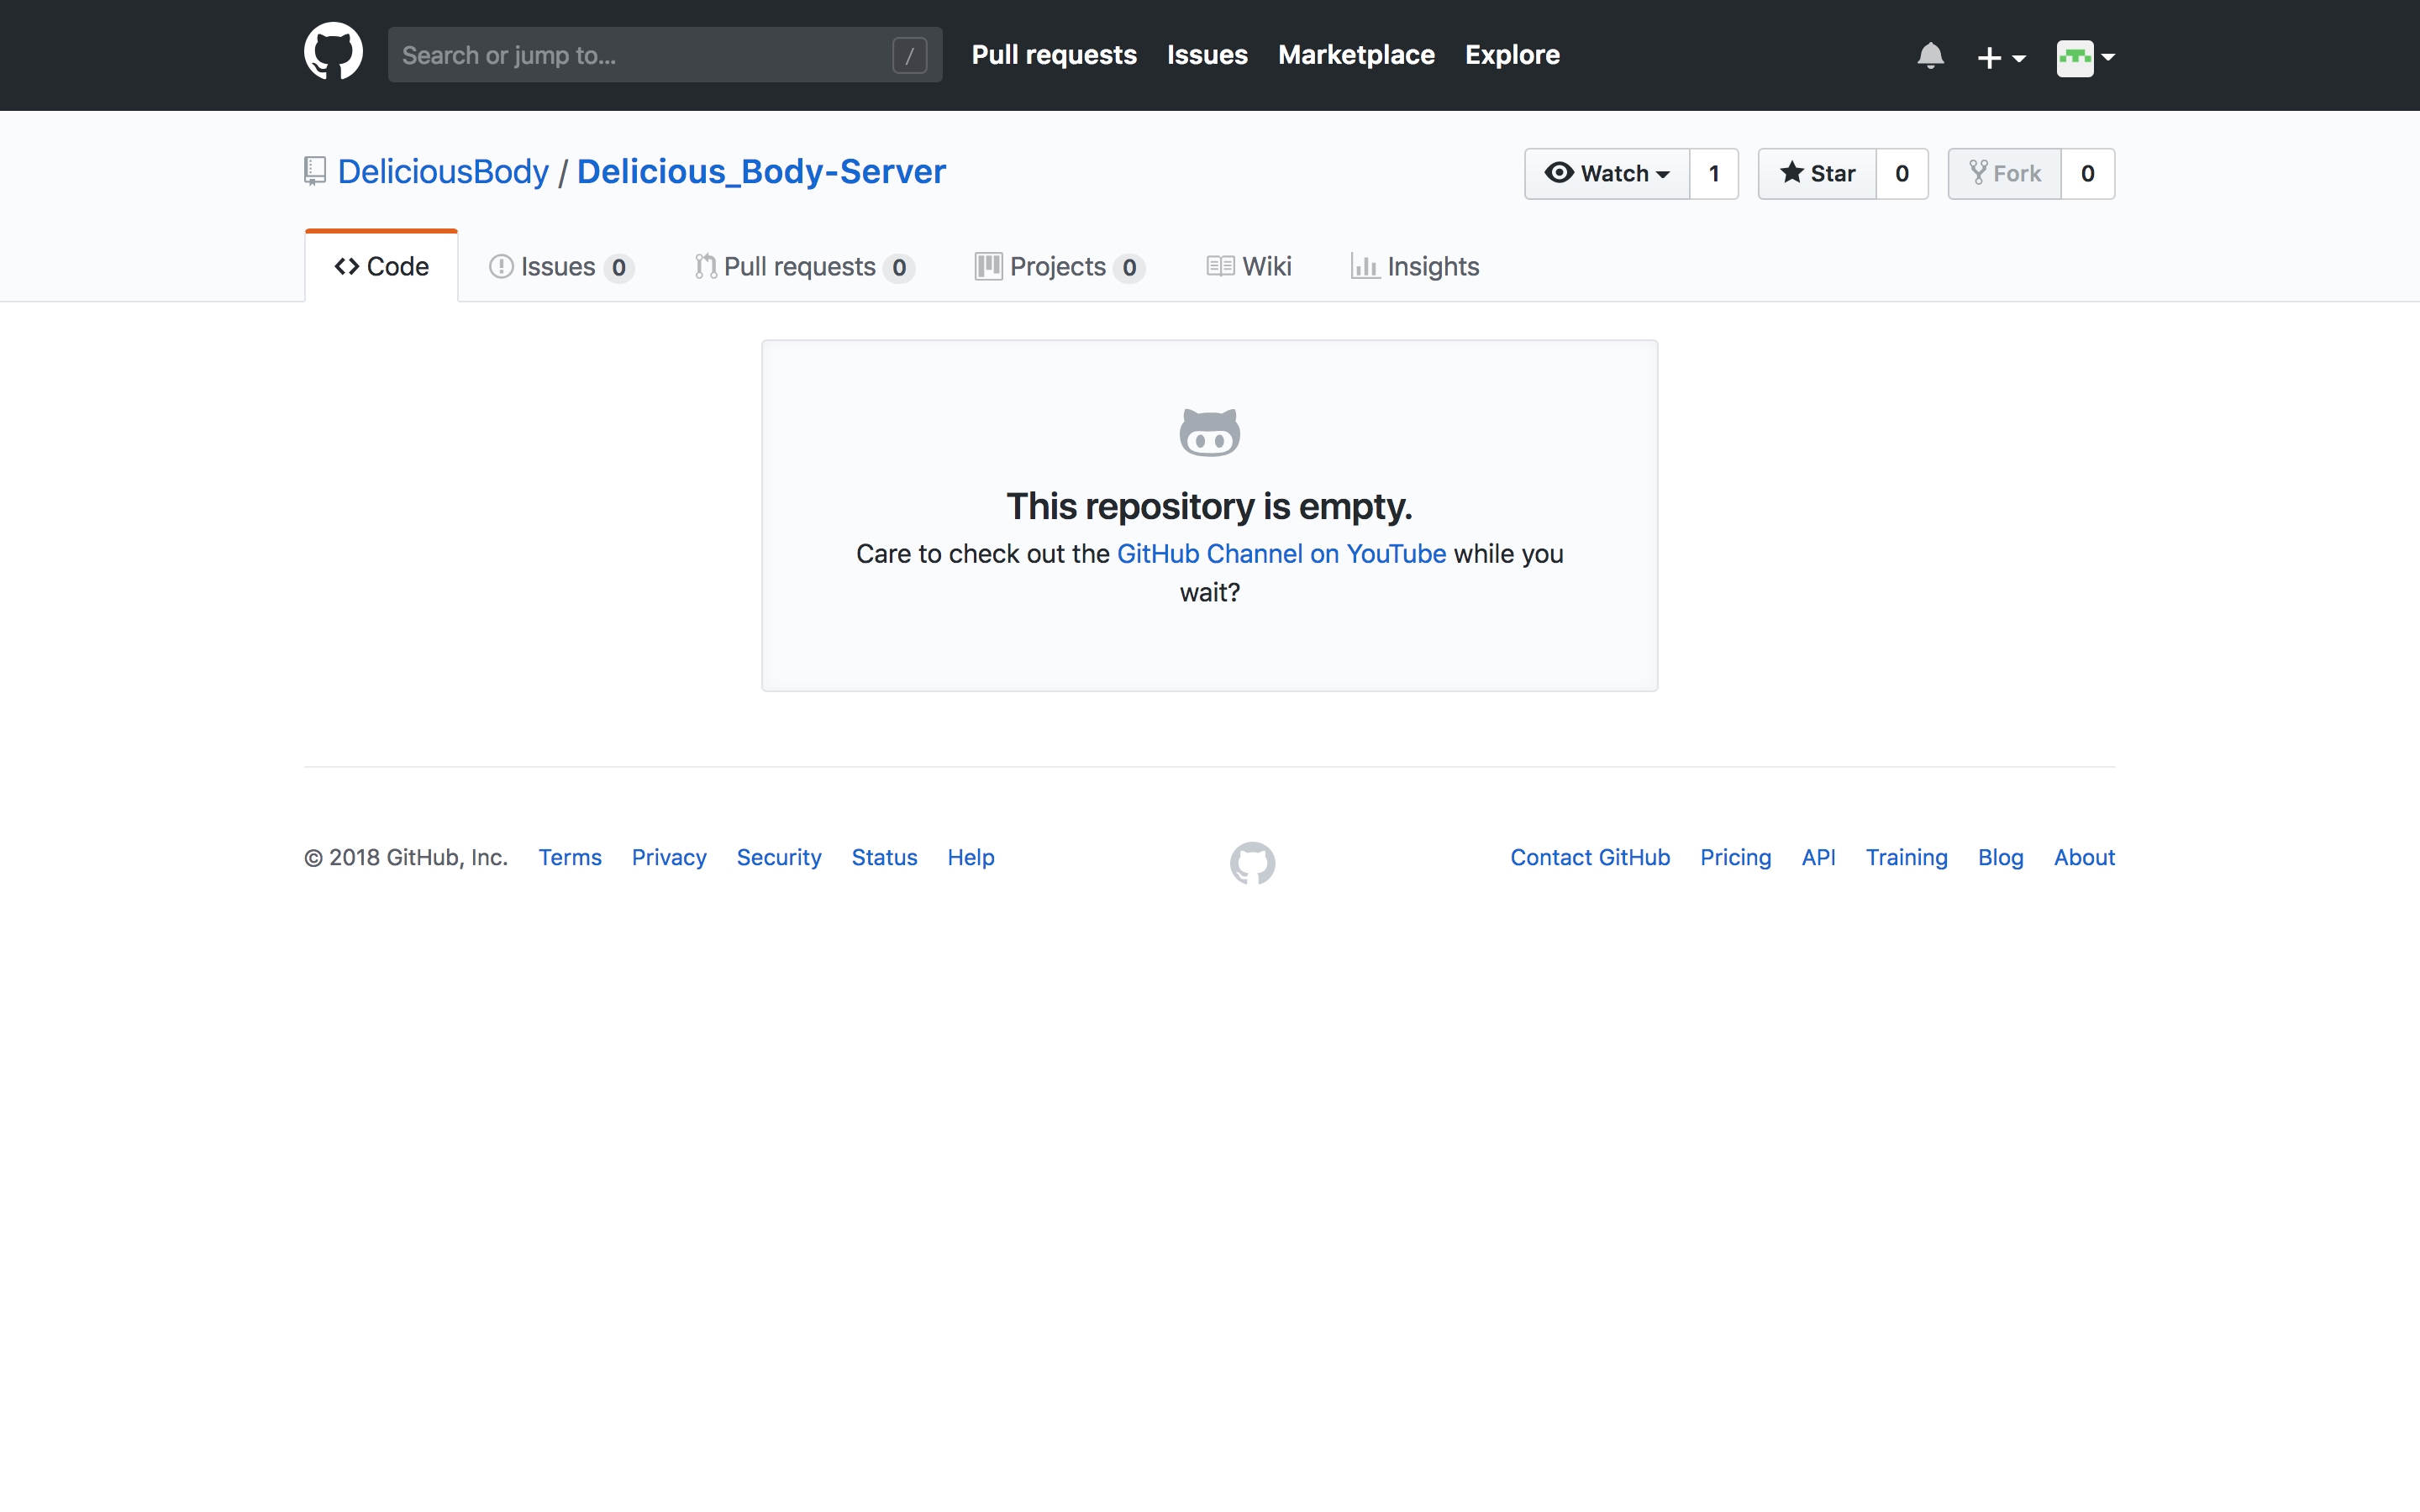 Search or jump to... /
Pull requests Issues Marketplace Explore
DeliciousBody / Delicious_Body-Server
Watch 1 Star 0 Fork 0
Code Issues 0 Pull requests 0 Projects 0 Wiki Insights
This repository is empty.
Care to check out the GitHub Channel on YouTube while you
wait?
© 2018 GitHub, Inc. Terms Privacy Security Status Help
Contact GitHub Pricing API Training Blog About